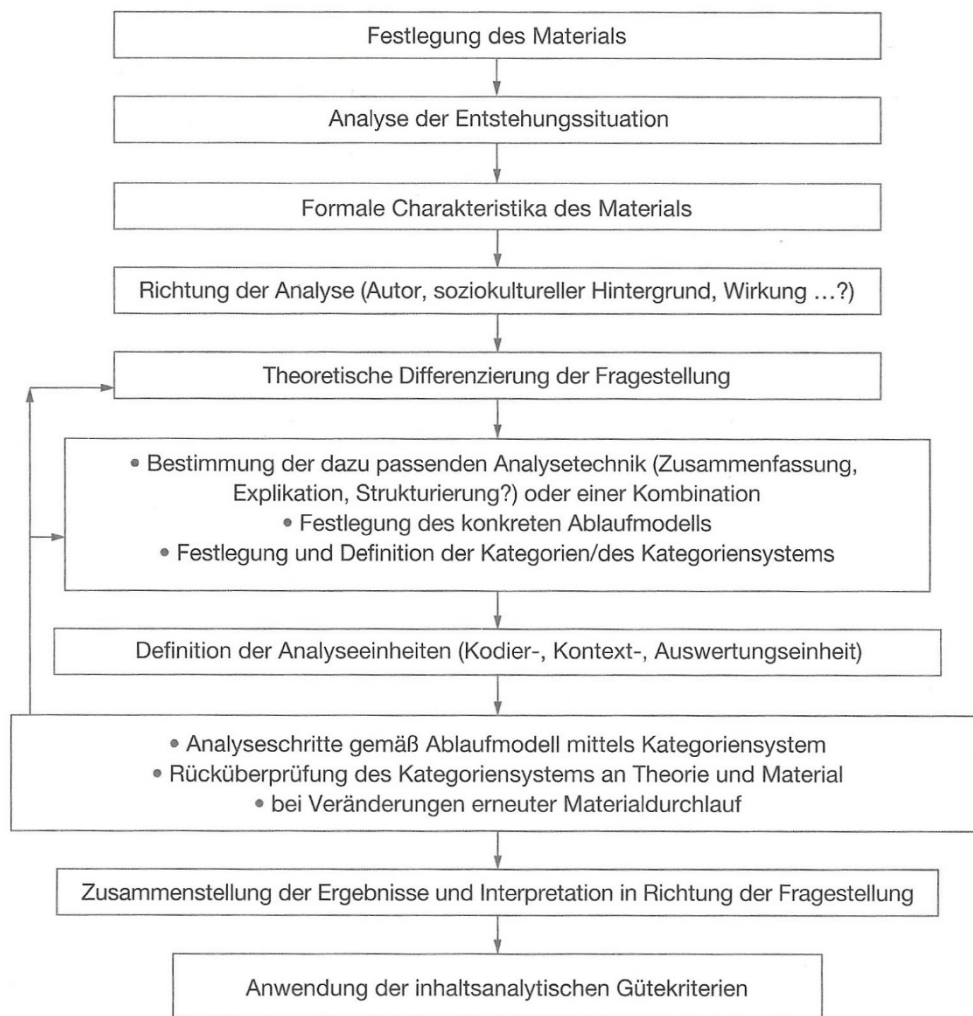 Festlegung des Materials
Analyse der Entstehungssituation
Formale Charakteristika des Materials
Richtung der Analyse (Autor, soziokultureller Hintergrund, Wirkung …?)
Theoretische Differenzierung der Fragestellung
• Bestimmung der dazu passenden Analysetechnik (Zusammenfassung,
Explikation, Strukturierung?) oder einer Kombination
• Festlegung des konkreten Ablaufmodells
• Festlegung und Definition der Kategorien/des Kategoriensystems
Definition der Analyseeinheiten (Kodier-, Kontext-, Auswertungseinheit)
• Analyseschritte gemäß Ablaufmodell mittels Kategoriensystem
• Rücküberprüfung des Kategoriensystems an Theorie und Material
• bei Veränderungen erneuter Materialdurchlauf
Zusammenstellung der Ergebnisse und Interpretation in Richtung der Fragestellung
Anwendung der inhaltsanalytischen Gütekriterien